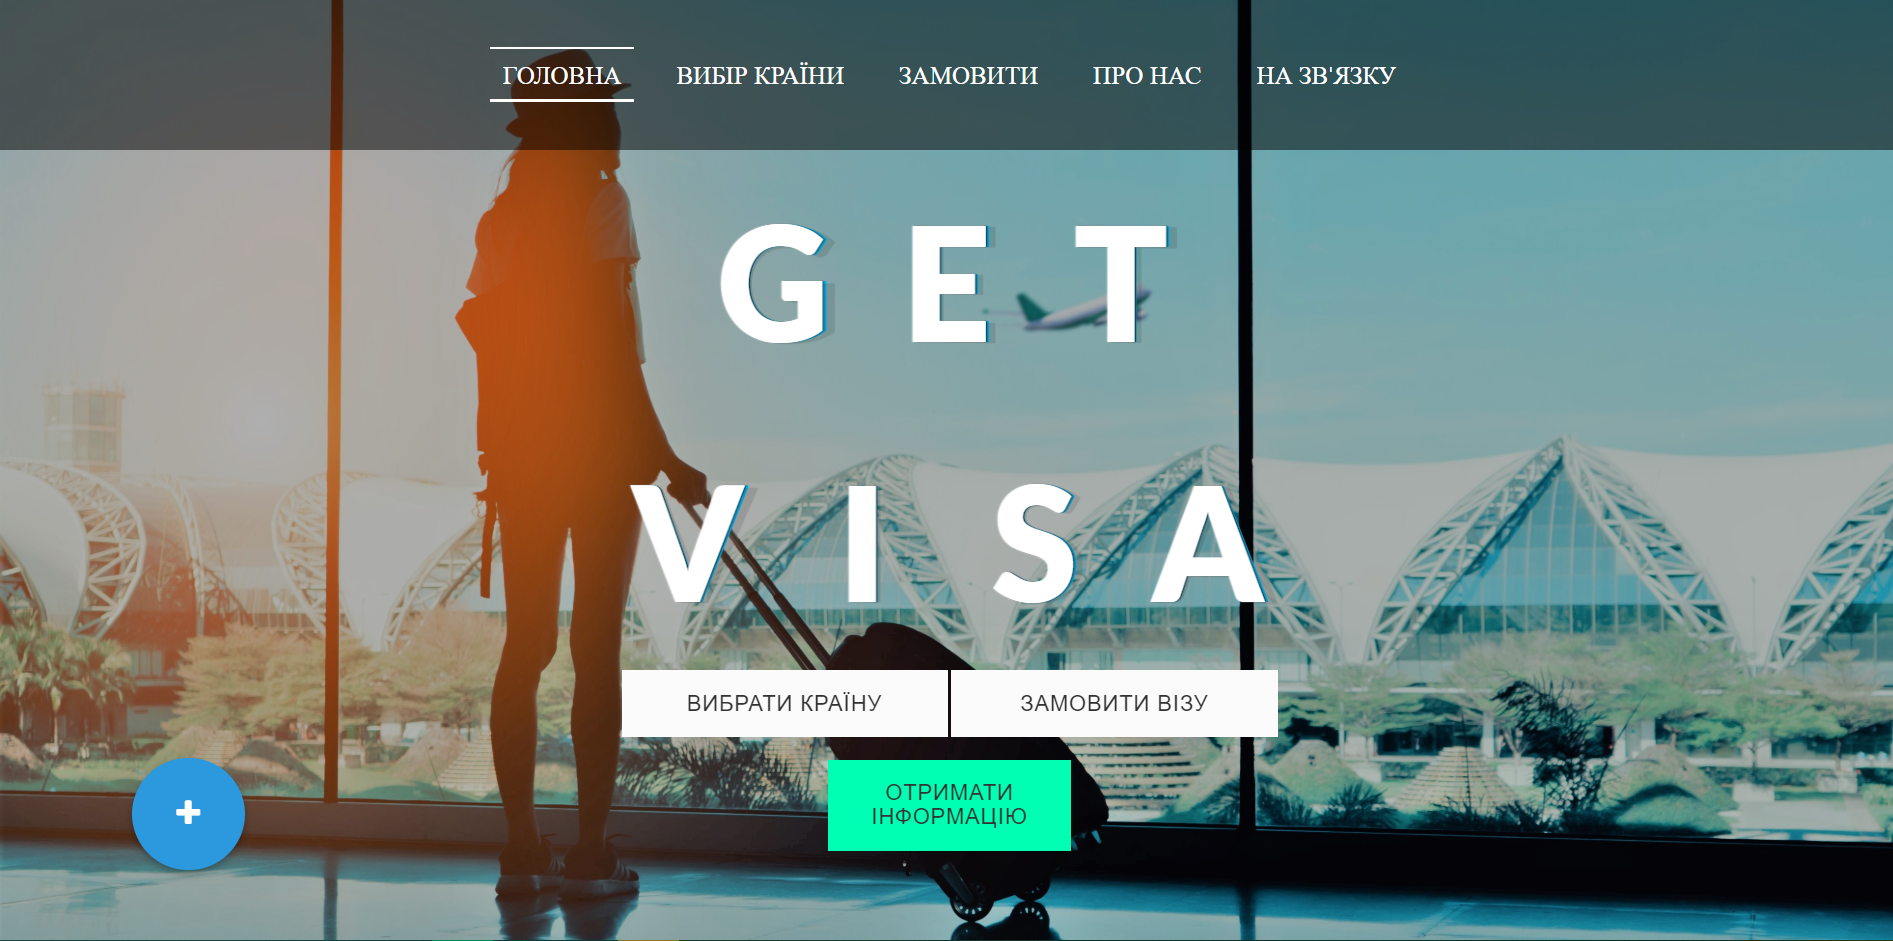 ГОЛОВНА ВИБІР КРАЇНИ ЗАМОВИТИ ПРО НАС НА ЗВ'ЯЗКУ
GET
VISA
ВИБРАТИ КРАЇНУ ЗАМОВИТИ ВІЗУ
ОТРИМАТИ
ІНФОРМАЦІЮ